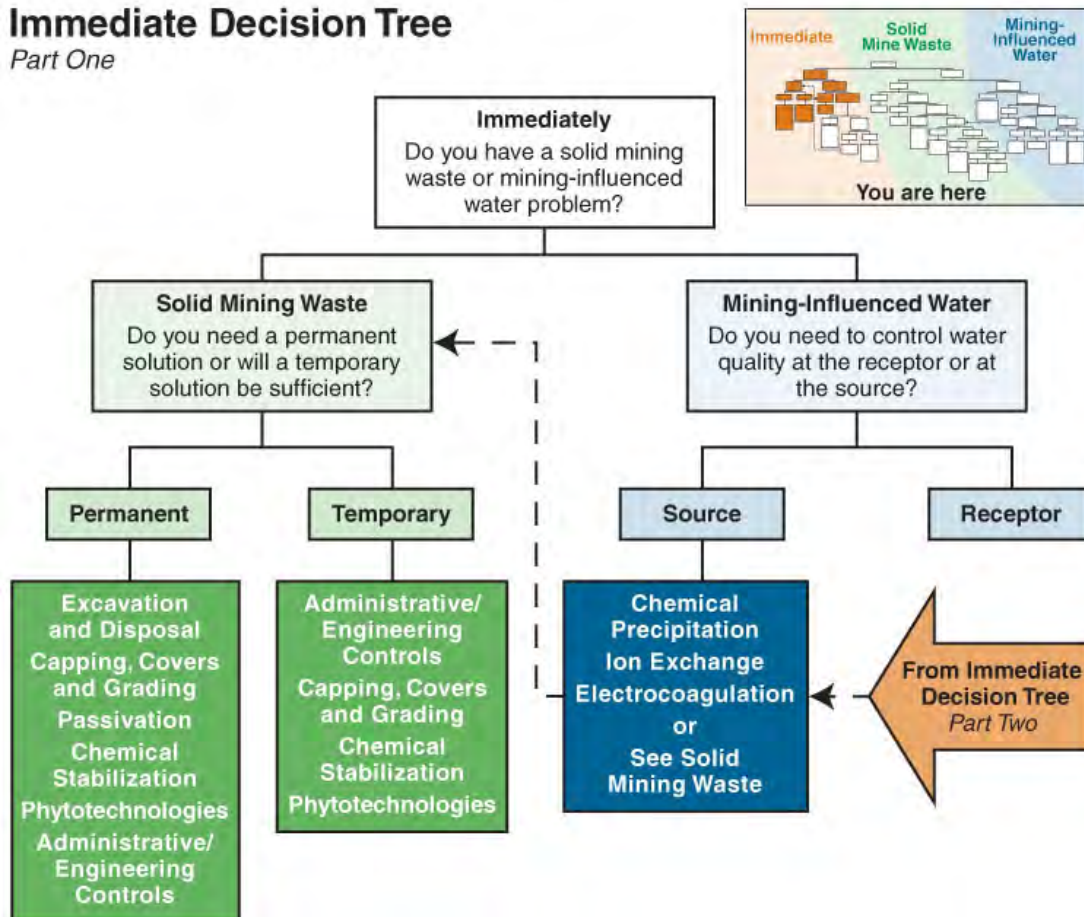 Immediate Decision Tree
Part One
Immediate
Solid
Mine Waste
Mining-
Influenced
Water
You are here
Immediately
Do you have a solid mining
waste or mining-influenced
water problem?
Solid Mining Waste
Do you need a permanent
solution or will a temporary
solution be sufficient?
Mining-Influenced Water
Do you need to control water
quality at the receptor or at
the source?
Permanent
Temporary
Source
Receptor
Excavation
and Disposal
Capping, Covers
and Grading
Passivation
Chemical
Stabilization
Phytotechnologies
Administrative/
Engineering
Controls
Administrative/
Engineering
Controls
Capping, Covers
and Grading
Chemical
Stabilization
Phytotechnologies
Chemical
Precipitation
Ion Exchange
Electrocoagulation
or
See Solid
Mining Waste
From Immediate
Decision Tree
Part Two